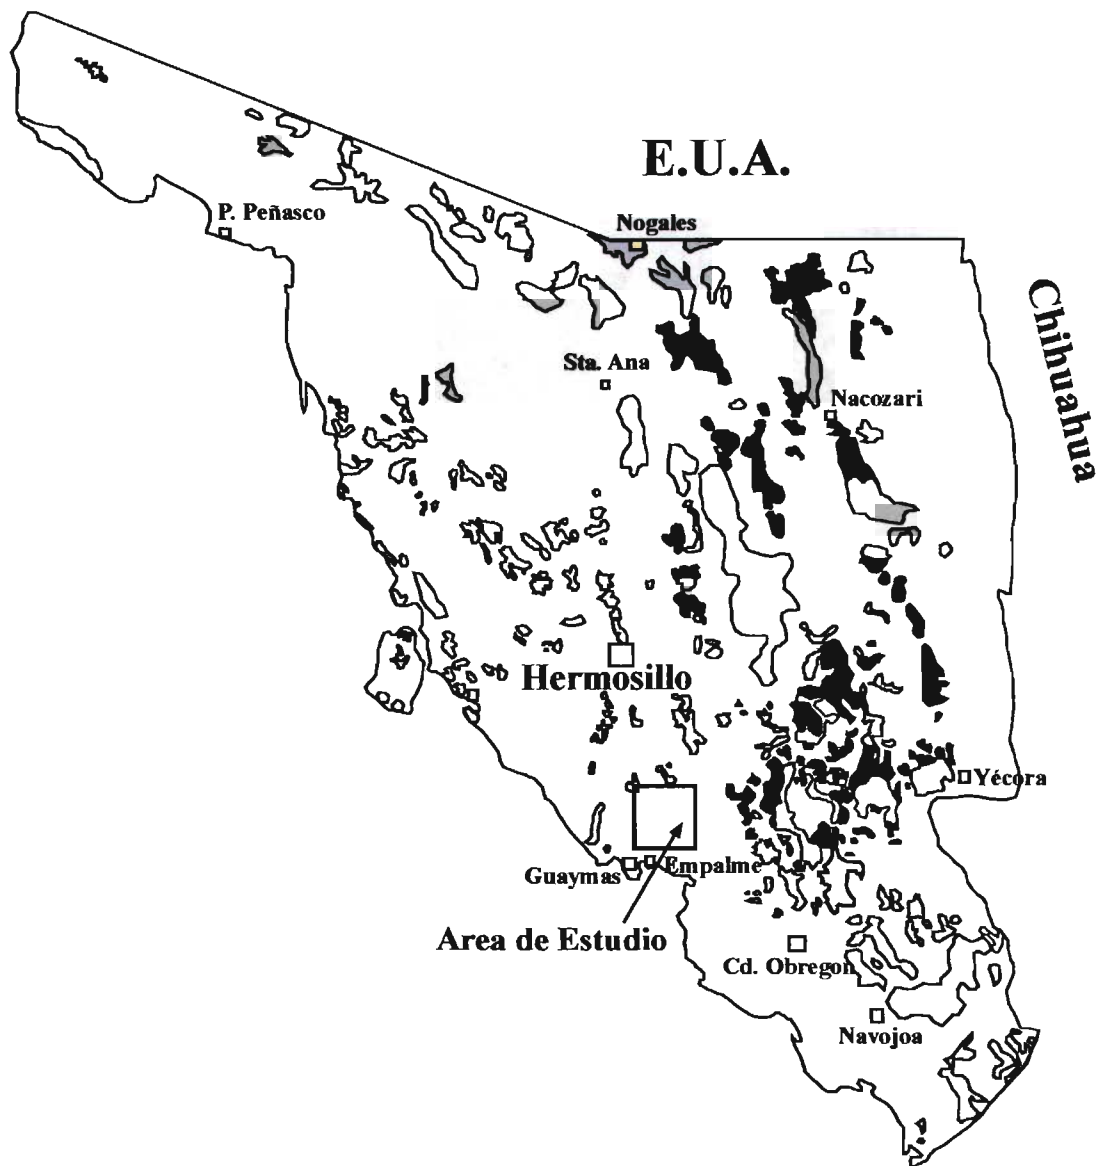 E.U.A.
P. Peñasco
Nogales
Chihuahua
Sta. Ana
Nacozari
Hermosillo
Yécora
Guaymas
Empalme
Area de Estudio
Cd. Obregon
Navojoa